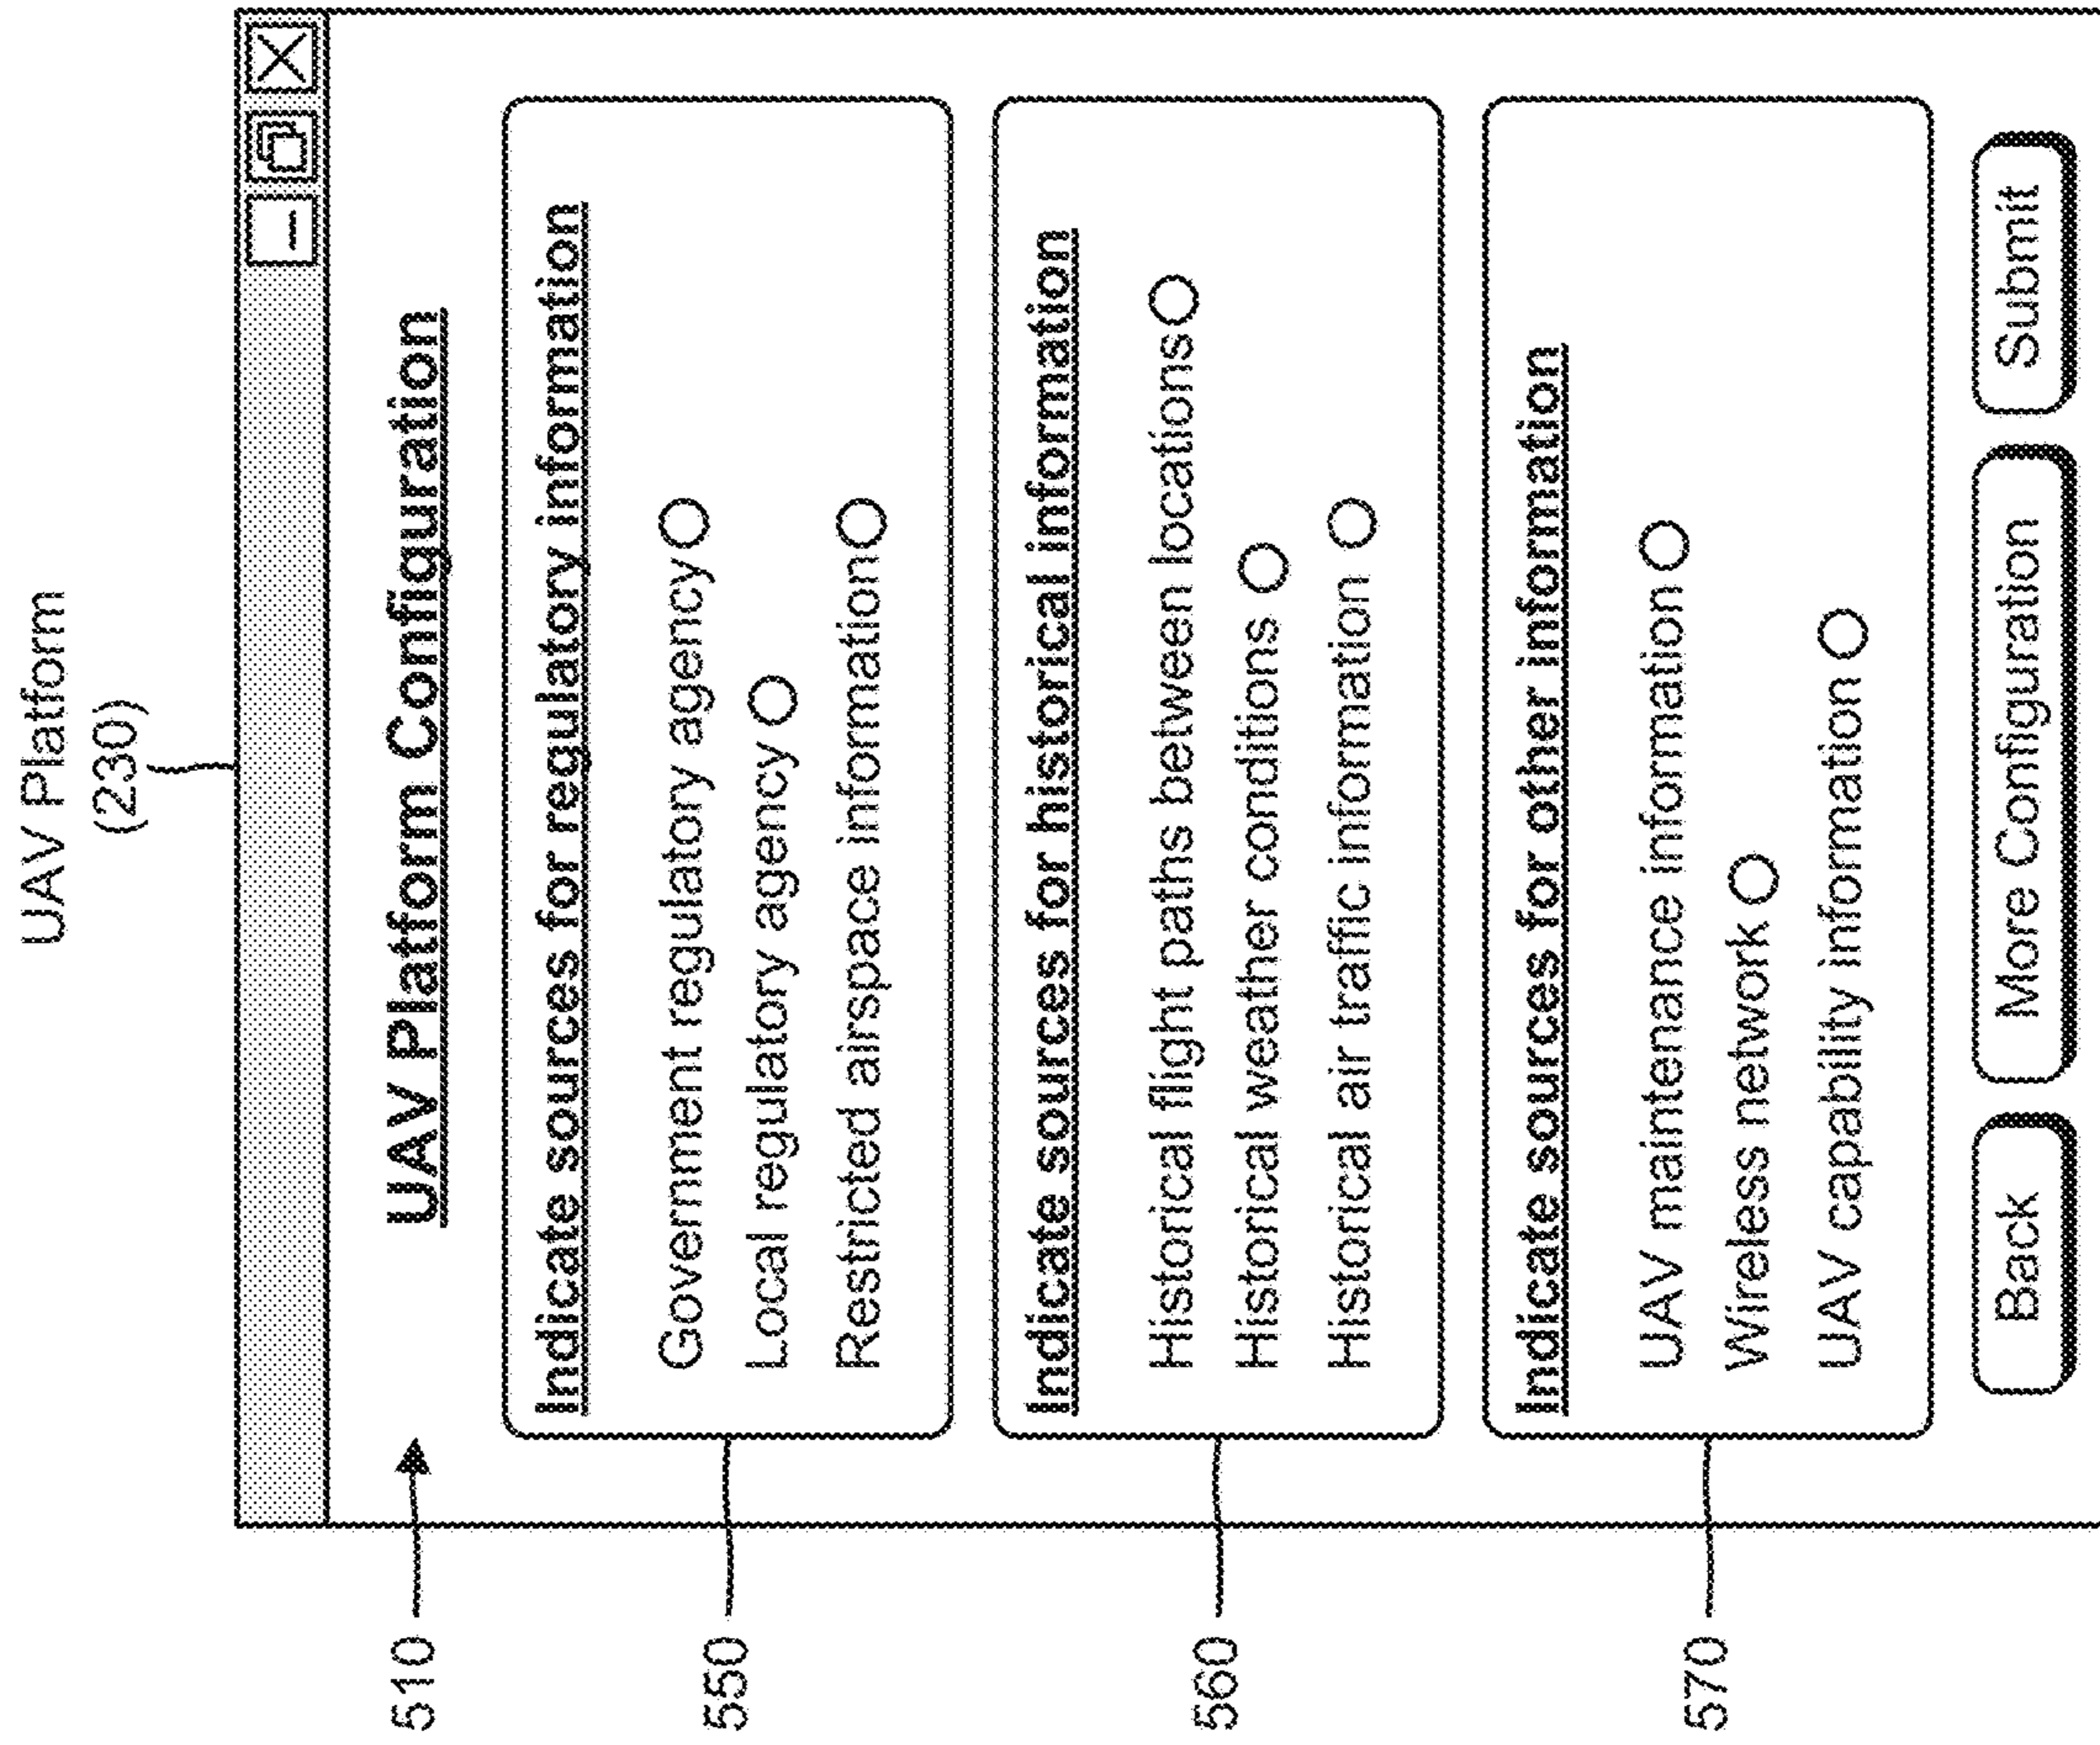 UAV Platform
(230)
510
UAV Platform Configuration
550
Indicate sources for regulatory information
Government regulatory agency
Local regulatory agency
Restricted airspace information
560
Indicate sources for historical information
Historical flight paths between locations
Historical weather conditions
Historical air traffic information
570
Indicate sources for other information
UAV maintenance information
Wireless network
UAV capability information
Back
More Configuration
Submit